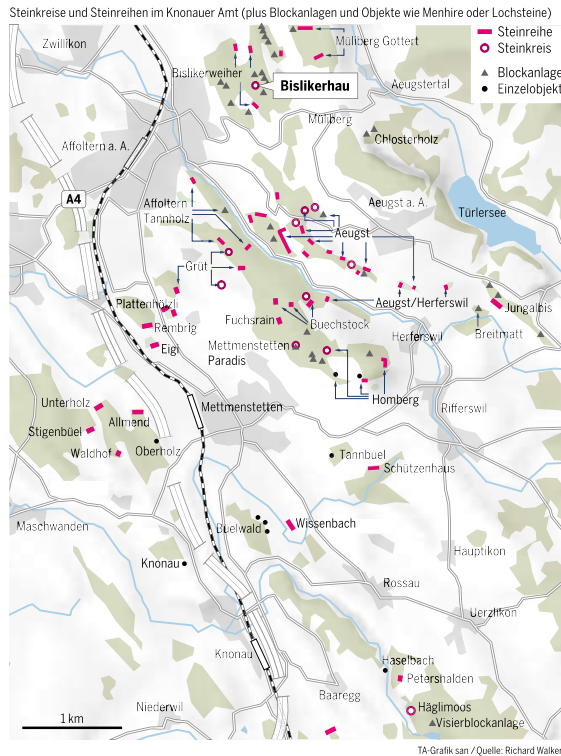 Steinkreise und Steinreihen im Knonauer Amt (plus Blockanlagen und Objekte wie Menhire oder Lochsteine)
Steinreihe
Steinkreis
Blockanlage
Einzelobjekt
Zwillikon
Müliberg Gottert
Bislikerweiher
Bislikerhau
Aeugstertal
Müliberg
Chlosterholz
Affoltern a. A.
A4
Affoltern
Tannholz
Aeugst a. A.
Türlersee
Aeugst
Grüt
Plattenhölzli
Aeugst/Herferswil
Jungalbis
Fuchsrain
Buechstock
Rembrig
Herferswil
Breitmatt
Eigi
Mettmenstetten
Paradis
Homberg
Unterholz
Mettmenstetten
Rifferswil
Allmend
Stigenbüel
Waldhof
Oberholz
Tannbüel
Schützenhaus
Maschwanden
Buelwald
Wissenbach
Hauptikon
Knonau
Rossau
Uerzlikon
Knonau
Haselbach
Petershalden
Baaregg
Häglimoos
Niederwil
Visierblockanlage
1 km
TA-Grafik san / Quelle: Richard Walker